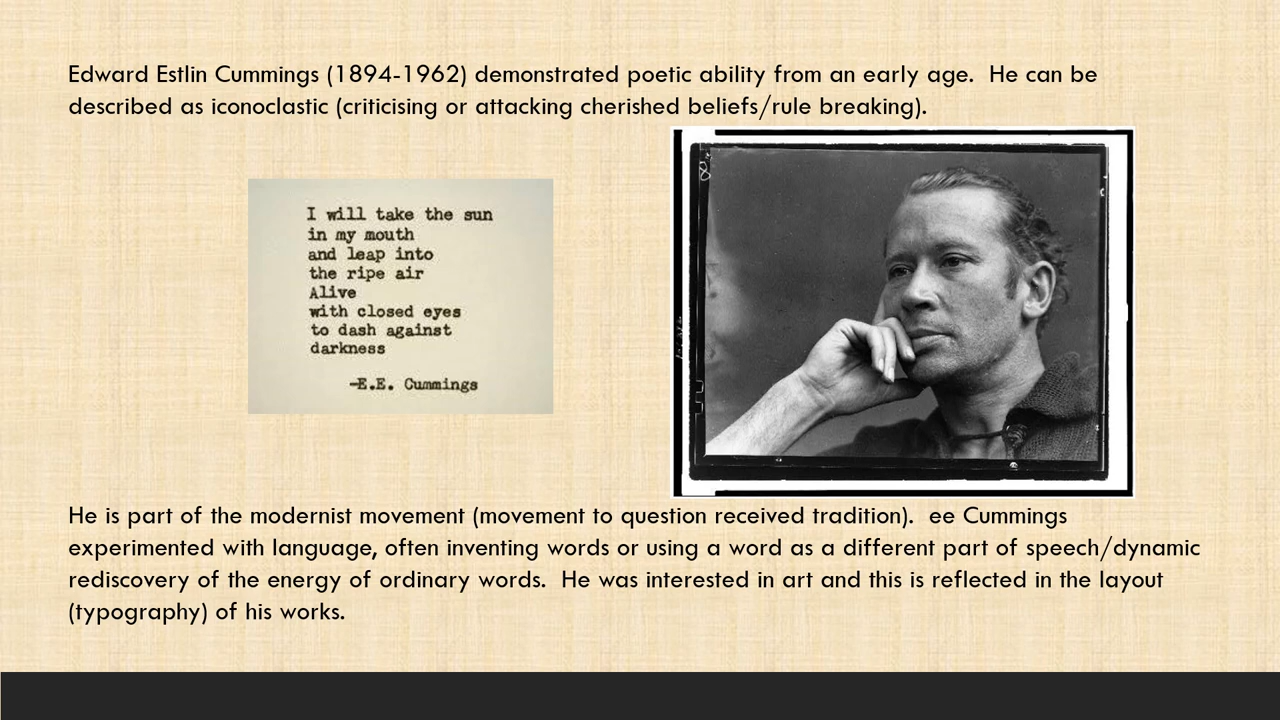 Edward Estlin Cummings (1894-1962) demonstrated poetic ability from an early age.  He can be
described as iconoclastic (criticising or attacking cherished beliefs/rule breaking).
I will take the sun
in my mouth
and leap into
the ripe air
Alive
with closed eyes
to dash against
darkness
-E.E. Cummings
He is part of the modernist movement (movement to question received tradition).  ee Cummings
experimented with language, often inventing words or using a word as a different part of speech/dynamic
rediscovery of the energy of ordinary words.  He was interested in art and this is reflected in the layout
(typography) of his works.